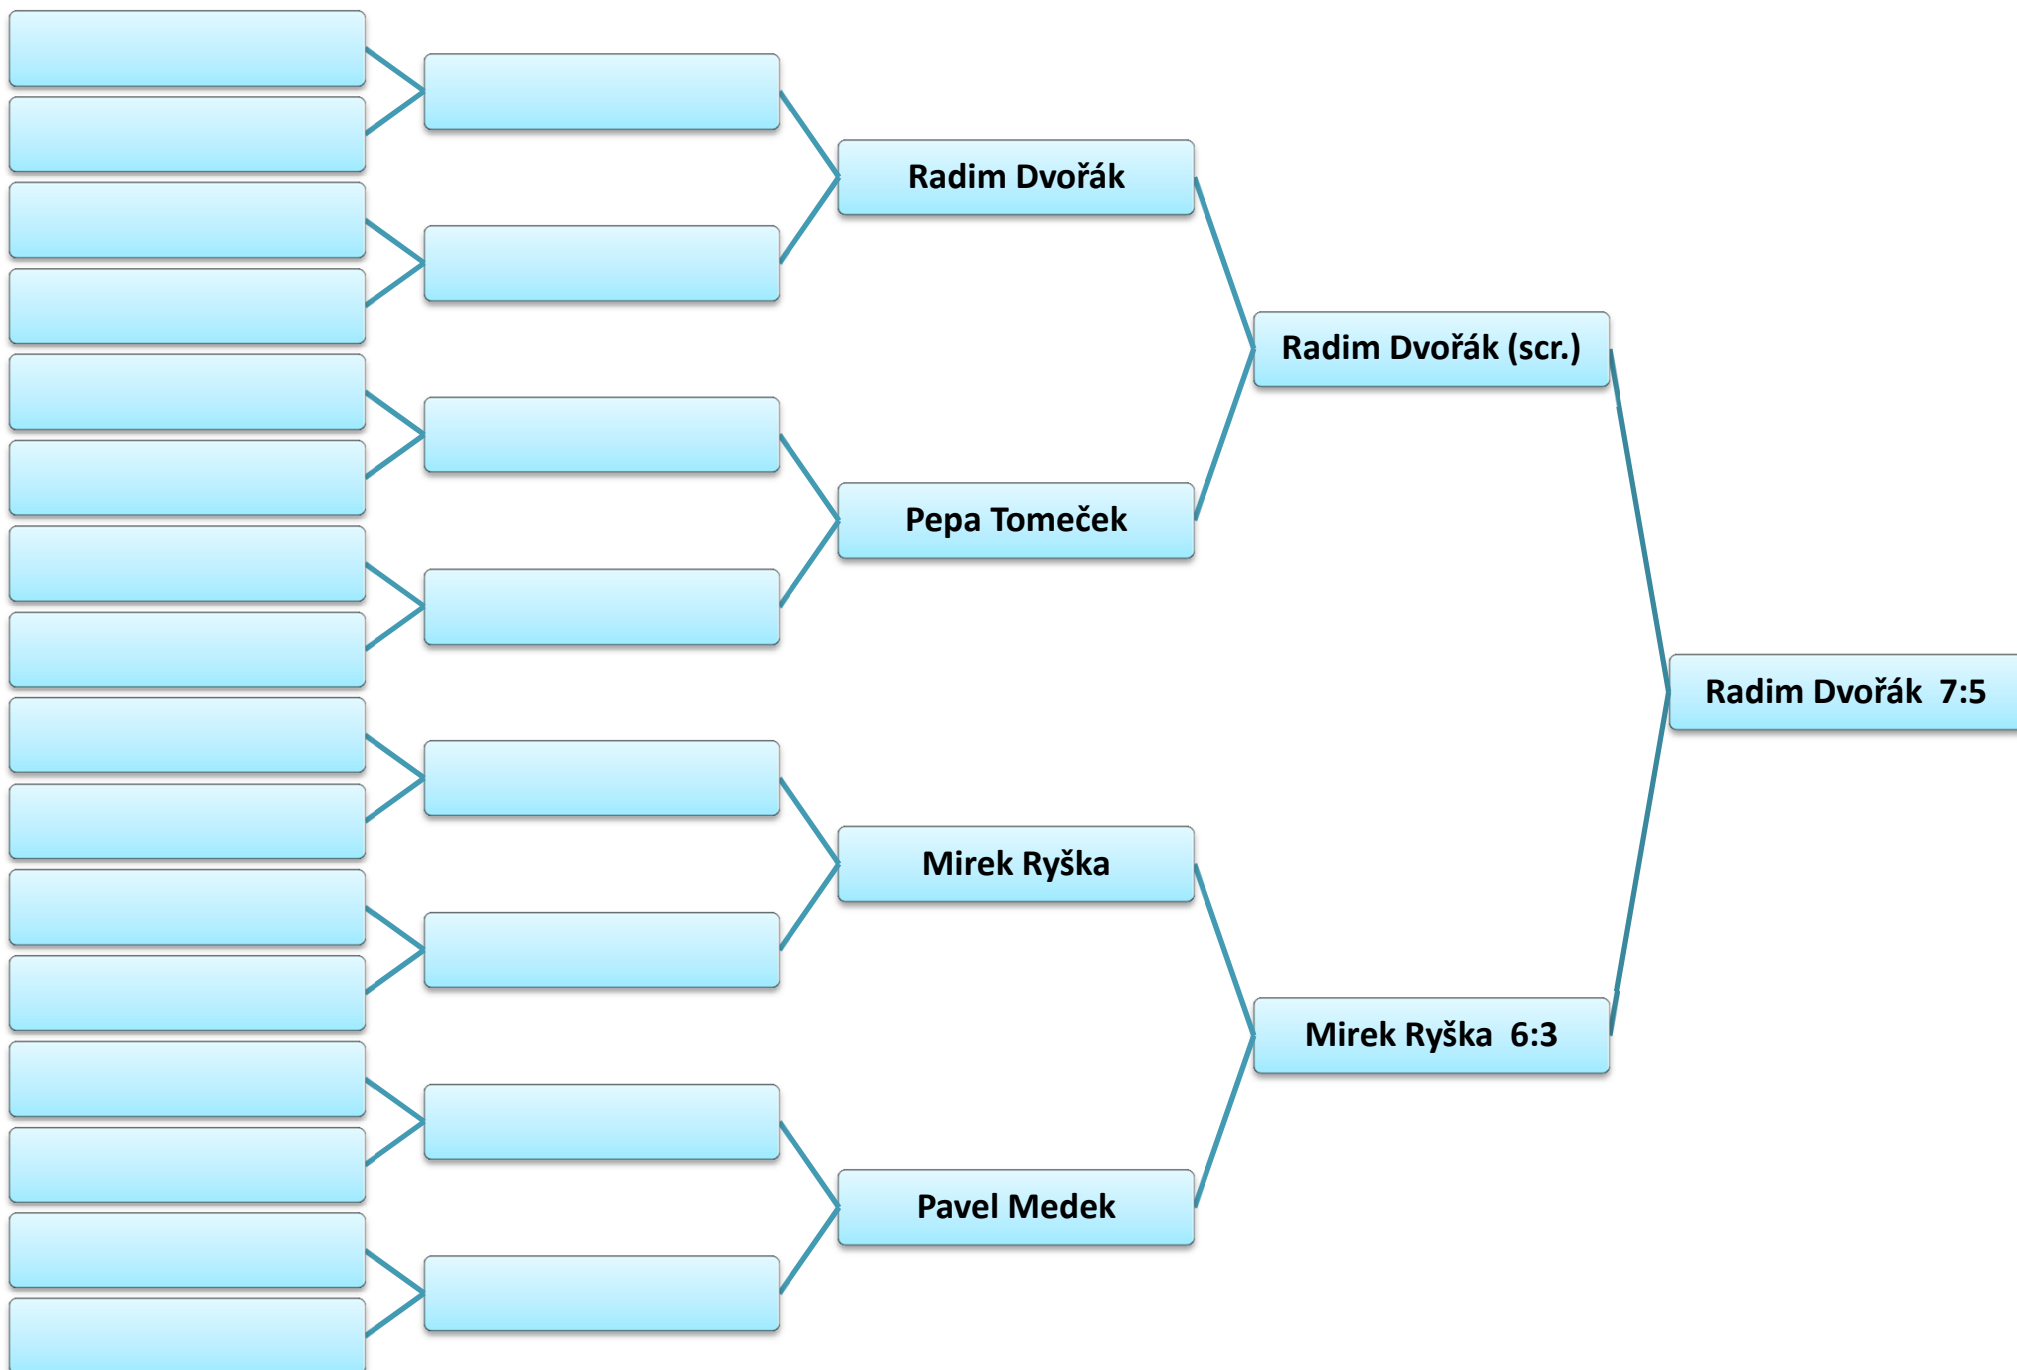 Radim Dvořák
Radim Dvořák (scr.)
Pepa Tomeček
Radim Dvořák  7:5
Mirek Ryška
Mirek Ryška  6:3
Pavel Medek